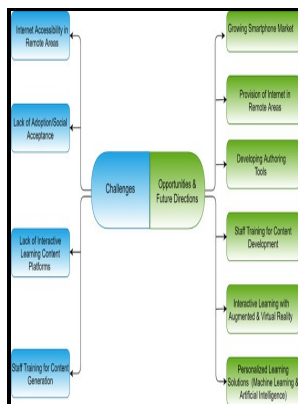 Internet Accessibility in
Remote Areas
Lack of Adoption/Social
Acceptance
Lack of Interactive
Learning Content
Platforms
Staff Training for Content
Generation
Challenges
Opportunities &
Future Directions
Growing Smartphone Market
Provision of Internet in
Remote Areas
Developing Authoring
Tools
Staff Training for Content
Development
Interactive Learning with
Augmented & Virtual Reality
Personalized Learning
Solutions (Machine Learning &
Artificial Intelligence)